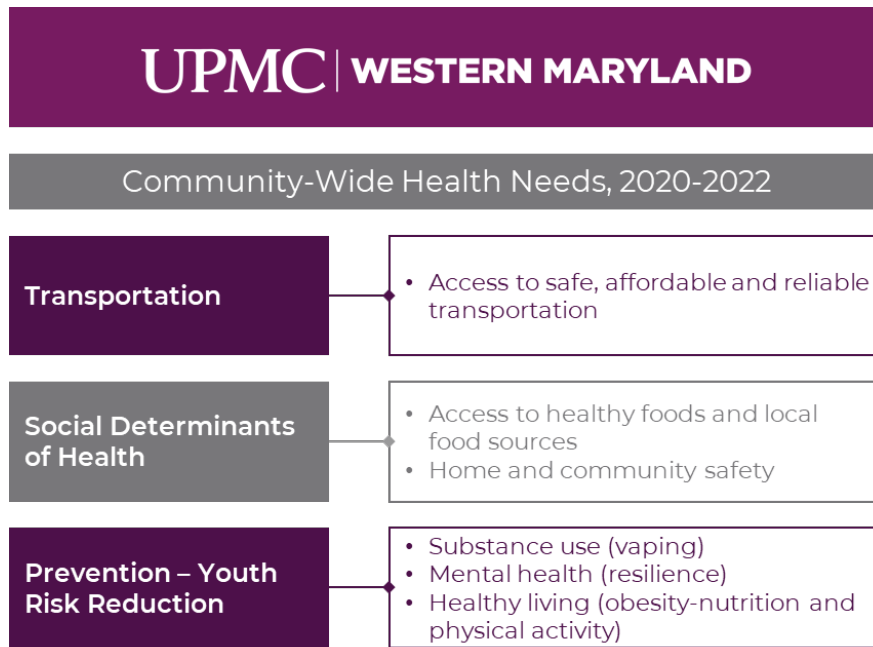 UPMC | WESTERN MARYLAND
Community-Wide Health Needs, 2020-2022
Transportation
• Access to safe, affordable and reliable
transportation
Social Determinants
of Health
• Access to healthy foods and local
food sources
• Home and community safety
Prevention – Youth
Risk Reduction
• Substance use (vaping)
• Mental health (resilience)
• Healthy living (obesity-nutrition and
physical activity)